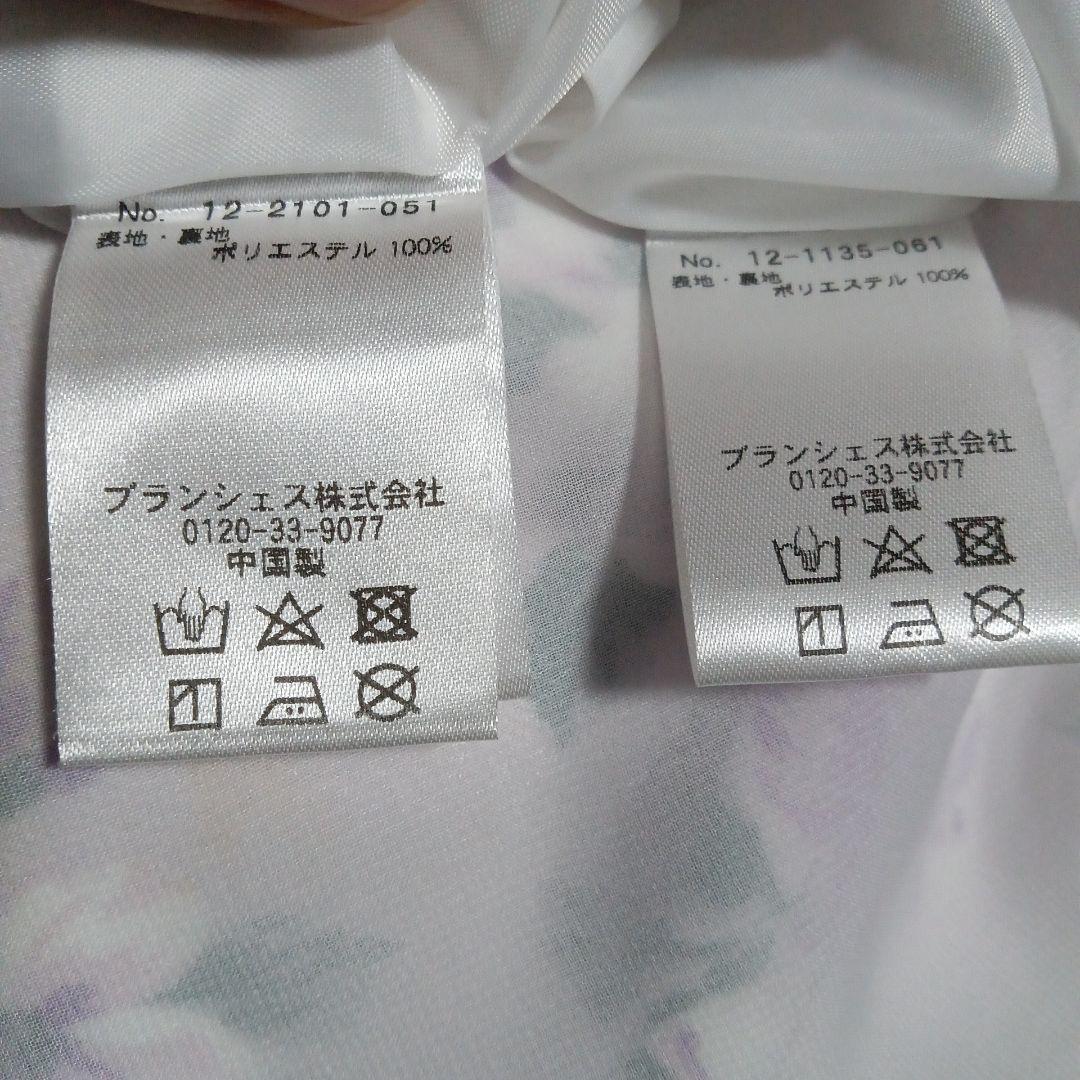 No. 12-2101-051
表地・裏地
ポリエステル 100%
ブランシェス株式会社
0120-33-9077
中国製
No. 12-1135-061
表地・裏地
ポリエステル 100%
ブランシェス株式会社
0120-33-9077
中国製